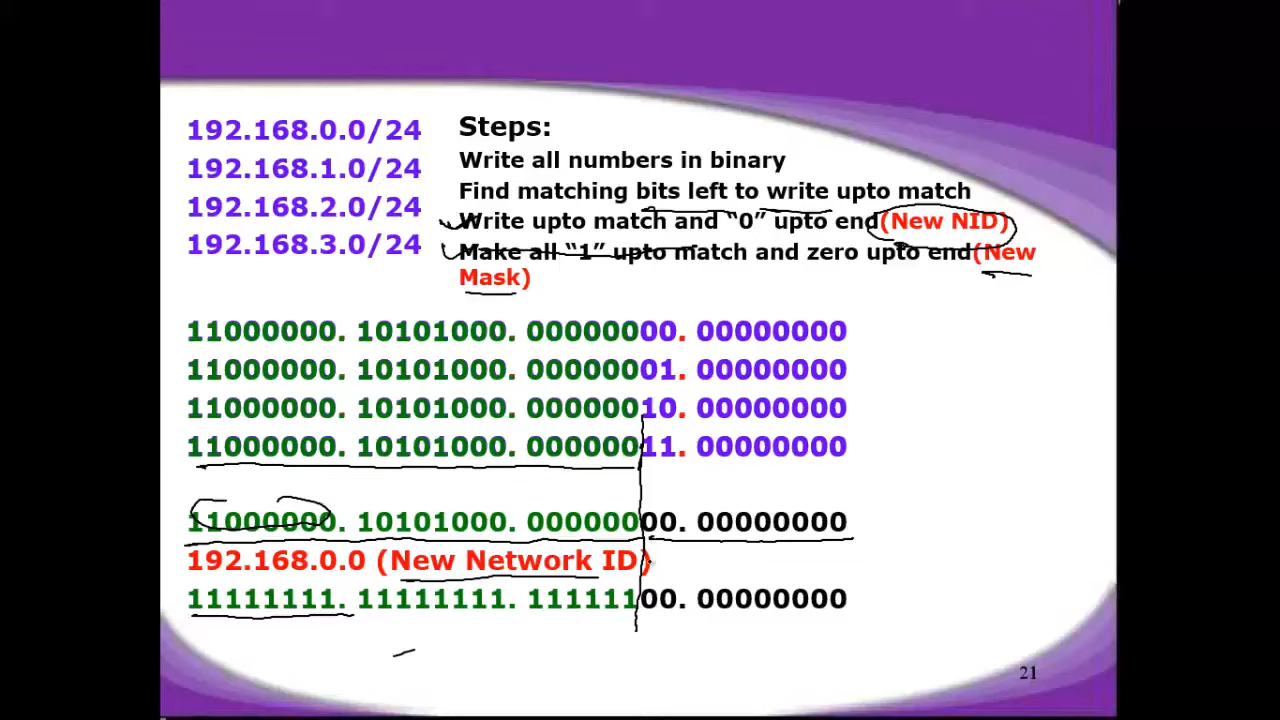 192.168.0.0/24
192.168.1.0/24
192.168.2.0/24
192.168.3.0/24
Steps:
Write all numbers in binary
Find matching bits left to write upto match
Write upto match and “0” upto end(New NID)
Make all “1” upto match and zero upto end(New
Mask)
11000000. 10101000. 00000000. 00000000
11000000. 10101000. 00000001. 00000000
11000000. 10101000. 00000010. 00000000
11000000. 10101000. 00000011. 00000000
11000000. 10101000. 00000000. 00000000
192.168.0.0 (New Network ID)
11111111. 11111111. 11111100. 00000000
21